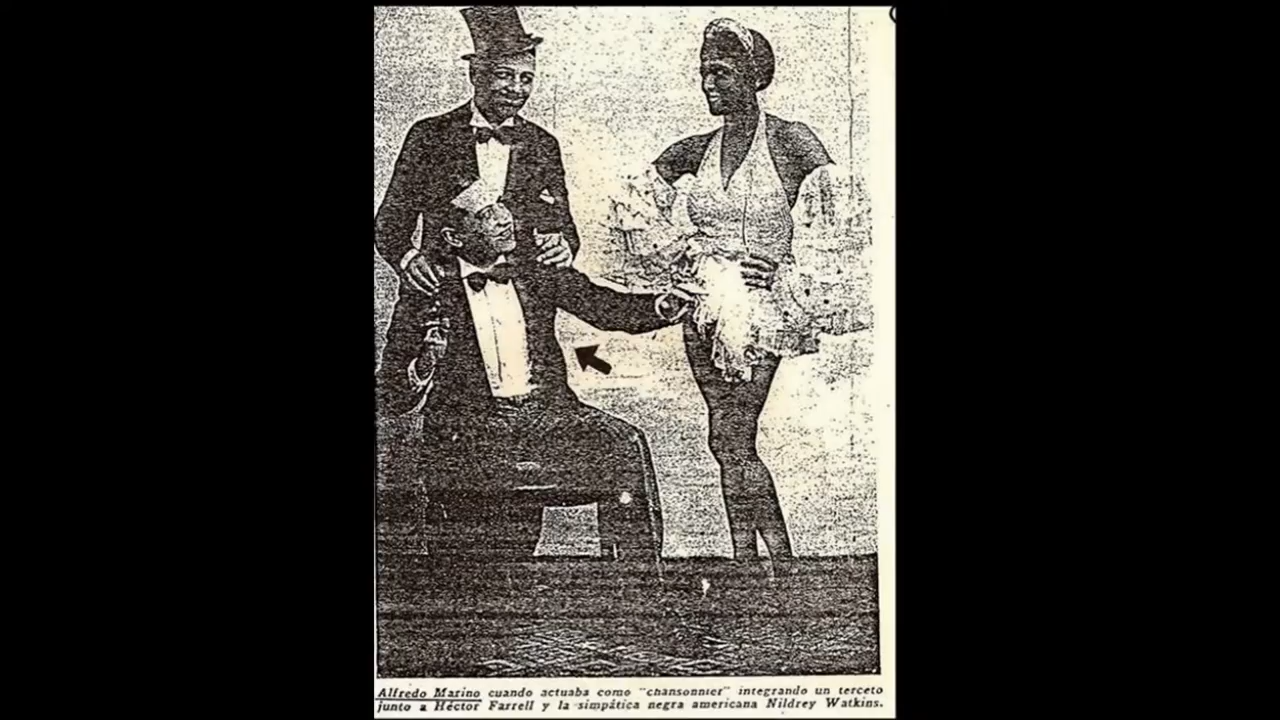 Alfredo Marino cuando actuaba como "chansonnier" integrando un terceto
junto a Héctor Farrell y la simpática negra americana Nildrey Watkins.